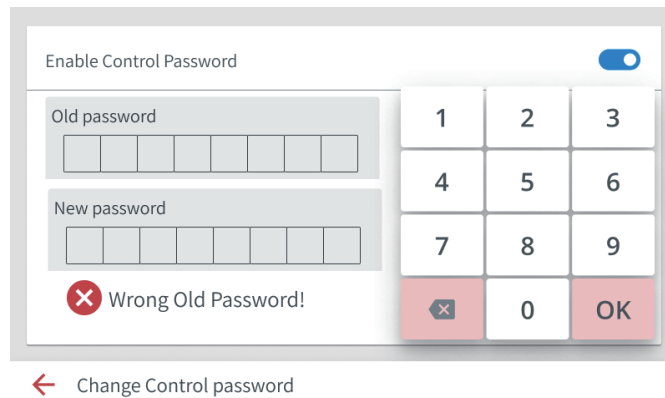 Enable Control Password
Old password
New password
Wrong Old Password!
1 2 3
4 5 6
7 8 9
0 OK
Change Control password